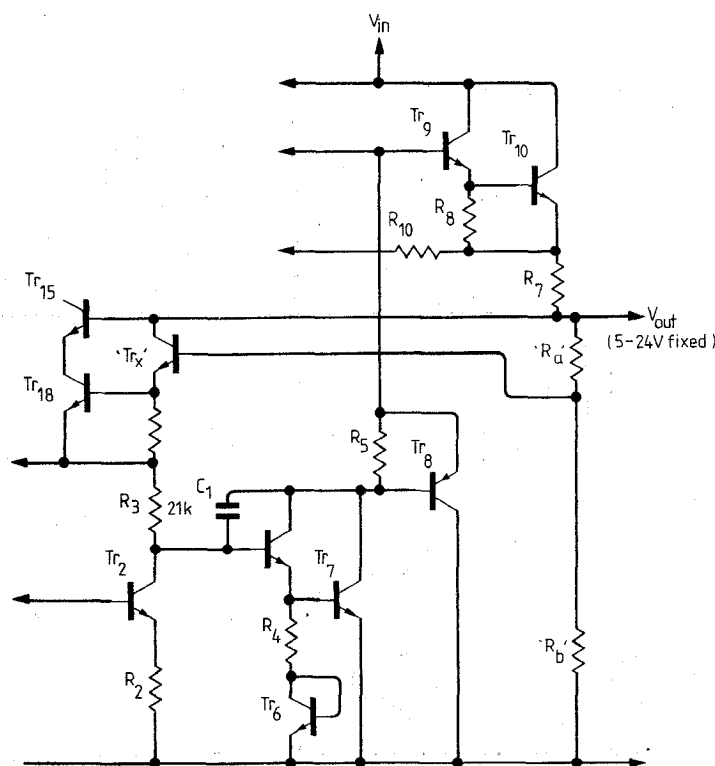 Vin
Tr9
Tr10
R8
R10
R7
Tr15
Vout
(5-24V fixed)
'Trx'
'Ra'
Tr18
R5
Tr8
R3
21k
C1
Tr2
Tr7
R4
'Rb'
R2
Tr6